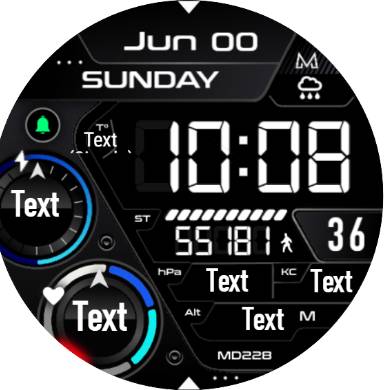 Jun 00
SUNDAY
T°
Text
10:08
Text
ST
55181
36
hPa
Text
KC
Text
Text
Alt
Text
M
MD228